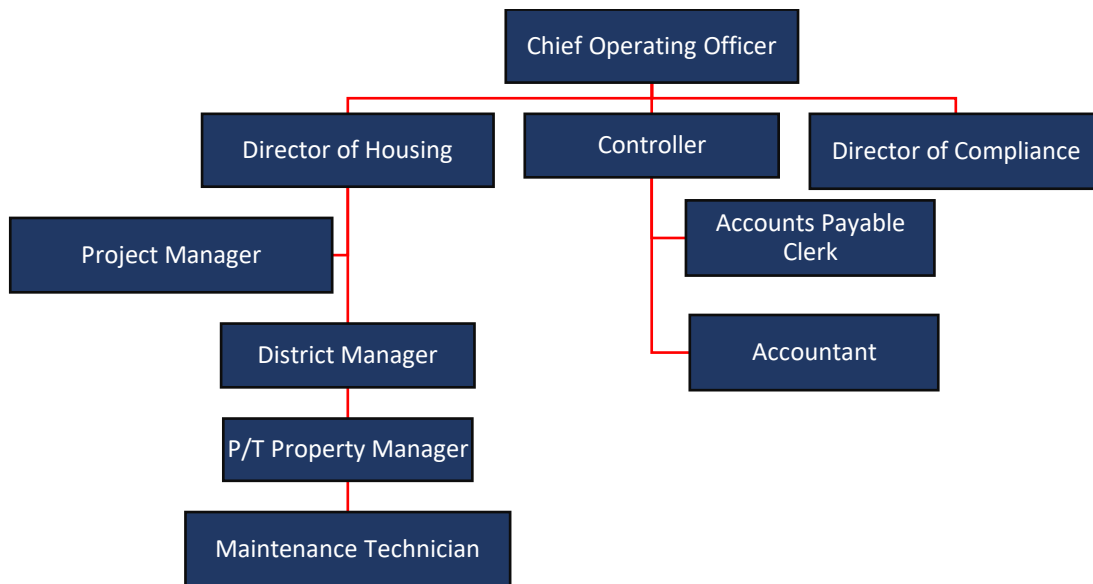 Chief Operating Officer
Director of Housing
Controller
Director of Compliance
Project Manager
Accounts Payable
Clerk
District Manager
Accountant
P/T Property Manager
Maintenance Technician